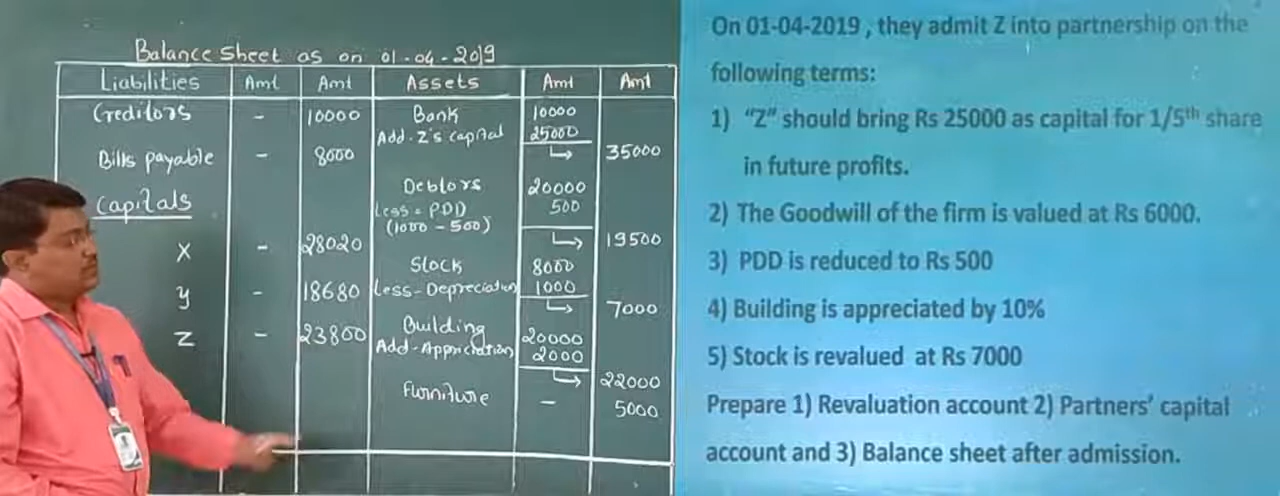 Balance Sheet as on 01-04-2019
Liabilities Amt Amt Assets Amt Amt
Creditors - 10000 Bank 10000
Add-Z's capital 25000
Bills payable - 8000 ↳ 35000
Debtors 20000
Capitals Less = PDD 500
(1000 - 500) ↳ 19500
X - 28020
Stock 8000
Y - 18680 Less-Depreciation 1000
↳ 7000
Z - 23800 Building 20000
Add-Appriciation 2000
↳ 22000
Furniture - 5000
On 01-04-2019 , they admit Z into partnership on the
following terms:
1) "Z" should bring Rs 25000 as capital for 1/5th share
in future profits.
2) The Goodwill of the firm is valued at Rs 6000.
3) PDD is reduced to Rs 500
4) Building is appreciated by 10%
5) Stock is revalued at Rs 7000
Prepare 1) Revaluation account 2) Partners' capital
account and 3) Balance sheet after admission.